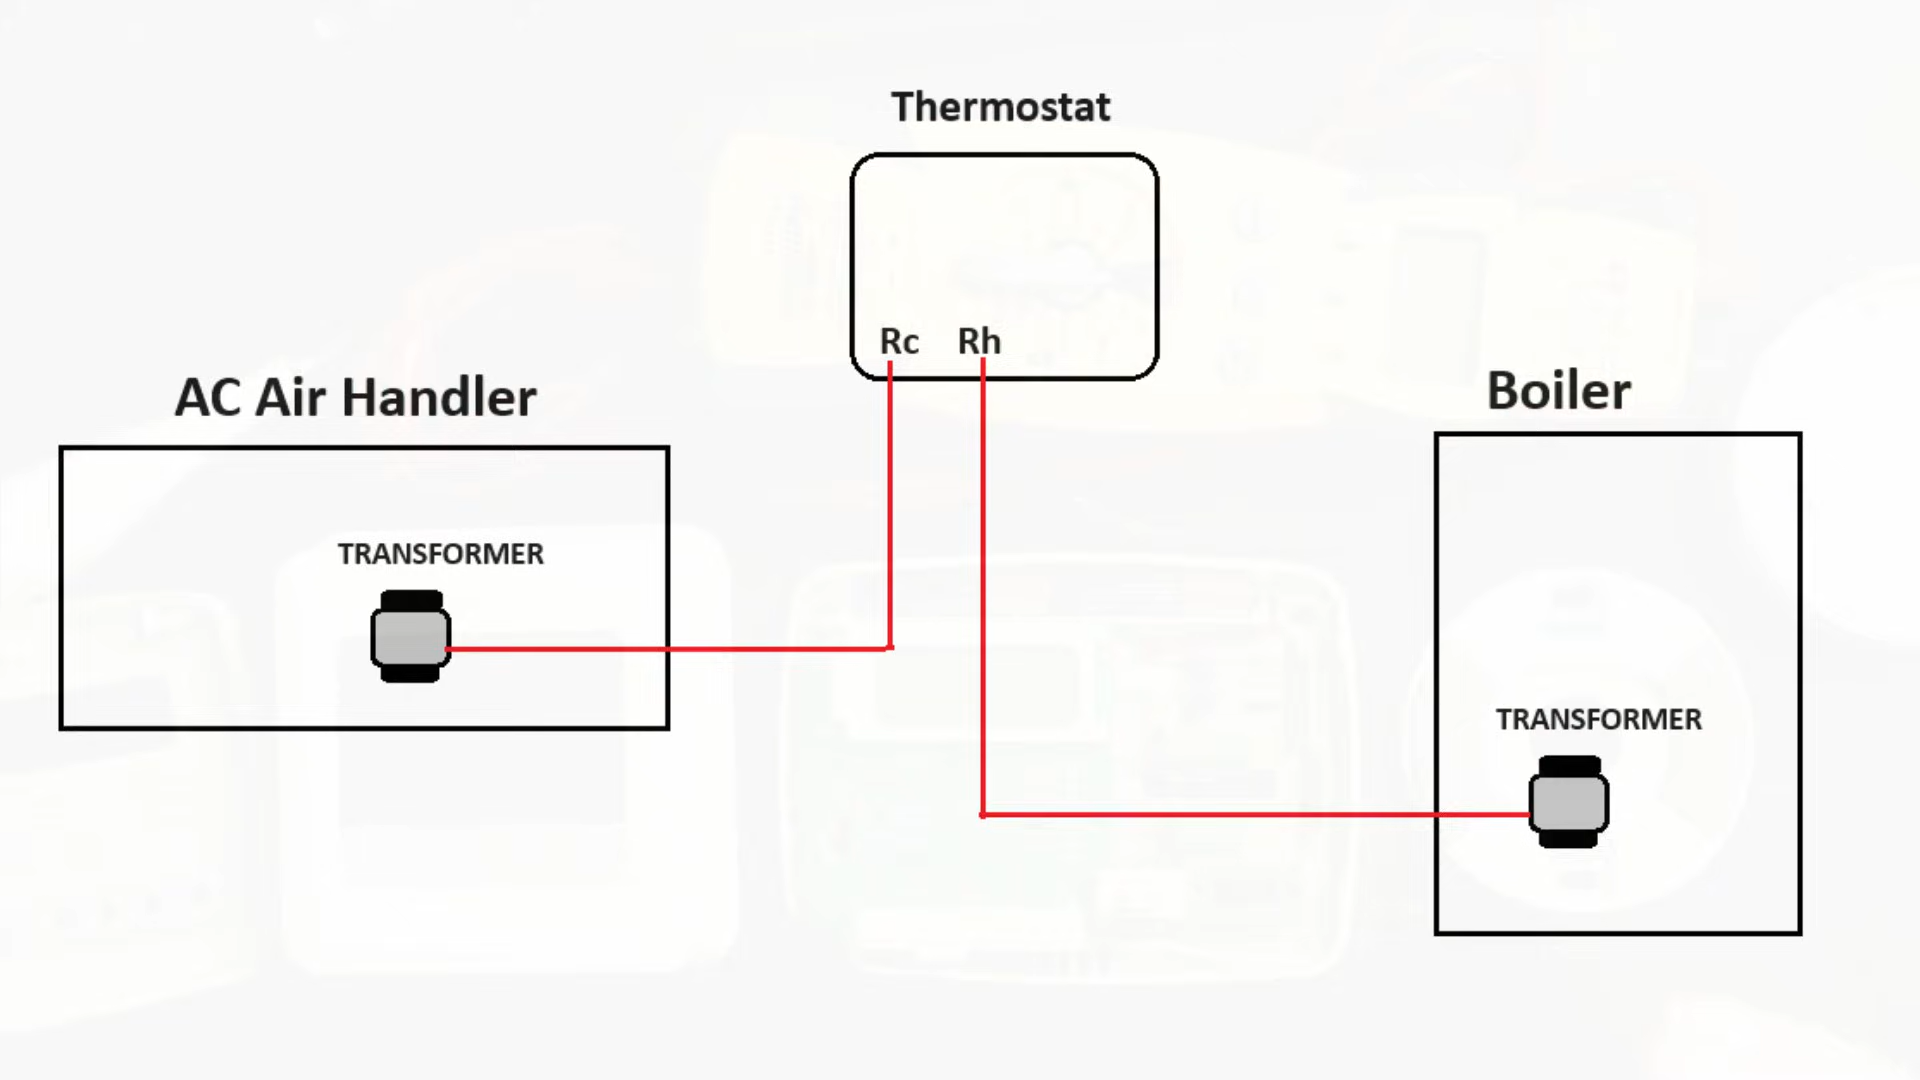 Thermostat
Rc Rh
AC Air Handler
Boiler
TRANSFORMER
TRANSFORMER